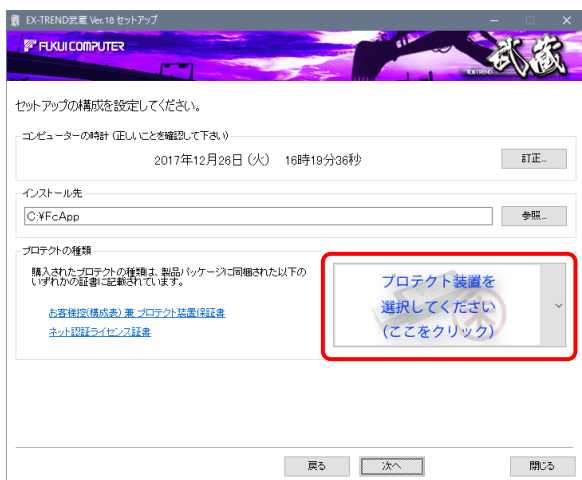 EX-TREND武蔵 Ver.18 セットアップ
FUKUI COMPUTER
EX-TREND 武蔵
セットアップの構成を設定してください。
コンピューターの時計 (正しいことを確認して下さい)
2017年12月26日 (火) 16時19分36秒
訂正...
インストール先
C:¥FcApp
参照...
プロテクトの種類
購入されたプロテクトの種類は、製品パッケージに同梱された以下の
いずれかの証書に記載されています。
お客様控(構成表) 兼 プロテクト装置保証書
ネット認証ライセンス証書
プロテクト装置を
選択してください
(ここをクリック)
戻る
次へ
閉じる